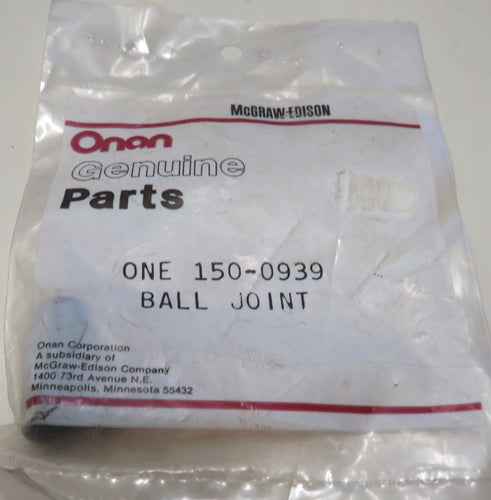 McGRAW-EDISON
Onan
Genuine
Parts
ONE 150-0939
BALL JOINT
Onan Corporation
A subsidiary of
McGraw-Edison Company
1400 73rd Avenue N.E.
Minneapolis, Minnesota 55432